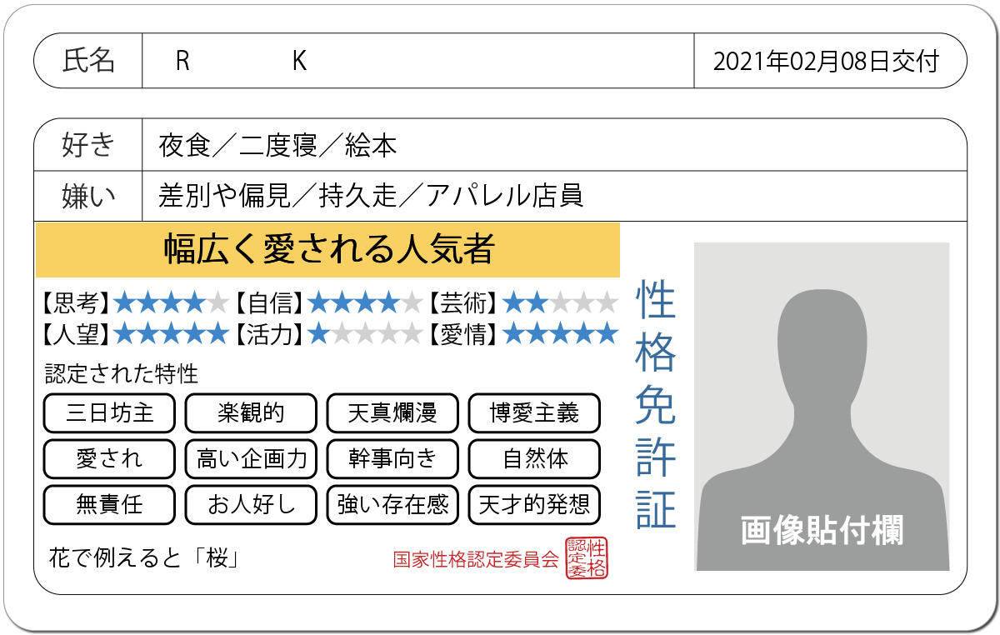 氏名 R K 2021年02月08日交付
好き 夜食／二度寝／絵本
嫌い 差別や偏見／持久走／アパレル店員
幅広く愛される人気者
【思考】★★★★★【自信】★★★★★【芸術】★★★★★
【人望】★★★★★【活力】★★★★★【愛情】★★★★★
認定された特性
三日坊主 楽観的 天真爛漫 博愛主義
愛され 高い企画力 幹事向き 自然体
無責任 お人好し 強い存在感 天才的発想
花で例えると「桜」
国家性格認定委員会
性格認定委
性格免許証
画像貼付欄